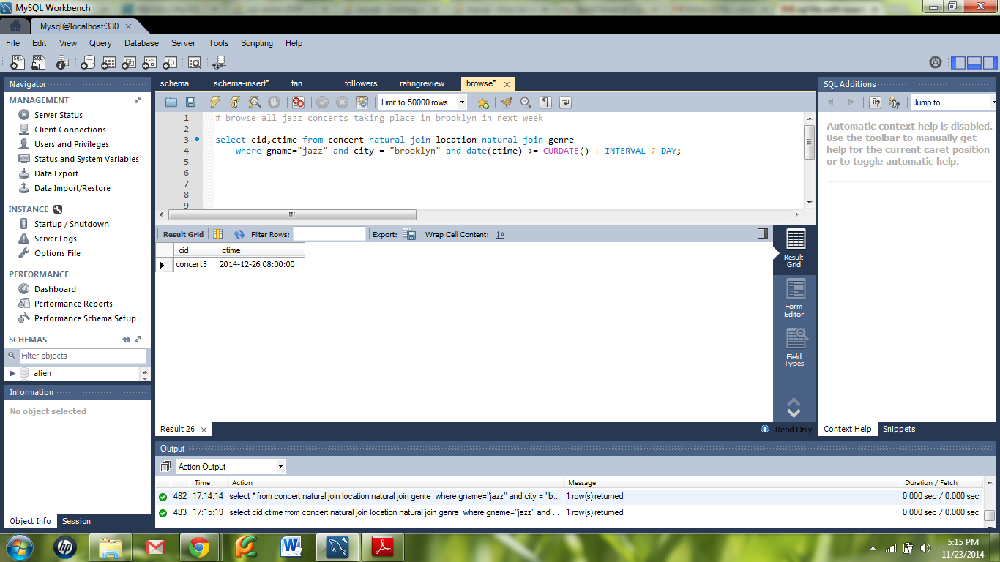 MySQL Workbench
Mysql@localhost:330
File Edit View Query Database Server Tools Scripting Help
Navigator
MANAGEMENT
Server Status
Client Connections
Users and Privileges
Status and System Variables
Data Export
Data Import/Restore
INSTANCE
Startup / Shutdown
Server Logs
Options File
PERFORMANCE
Dashboard
Performance Reports
Performance Schema Setup
SCHEMAS
Filter objects
alien
Information
No object selected
Object Info Session
schema schema-insert* fan followers ratingreview browse*
Limit to 50000 rows
1 # browse all jazz concerts taking place in brooklyn in next week
2
3 select cid,ctime from concert natural join location natural join genre
4 where gname="jazz" and city = "brooklyn" and date(ctime) >= CURDATE() + INTERVAL 7 DAY;
5
6
7
8
9
Result Grid Filter Rows: Export: Wrap Cell Content:
cid ctime
concert5 2014-12-26 08:00:00
Result Grid
Form Editor
Field Types
Result 26
Read Only
SQL Additions
Jump to
Automatic context help is disabled.
Use the toolbar to manually get
help for the current caret position
or to toggle automatic help.
Context Help Snippets
Output
Action Output
Time Action Message Duration / Fetch
482 17:14:14 select * from concert natural join location natural join genre where gname="jazz" and city = "b... 1 row(s) returned 0.000 sec / 0.000 sec
483 17:15:19 select cid,ctime from concert natural join location natural join genre where gname="jazz" and ... 1 row(s) returned 0.000 sec / 0.000 sec
5:15 PM
11/23/2014